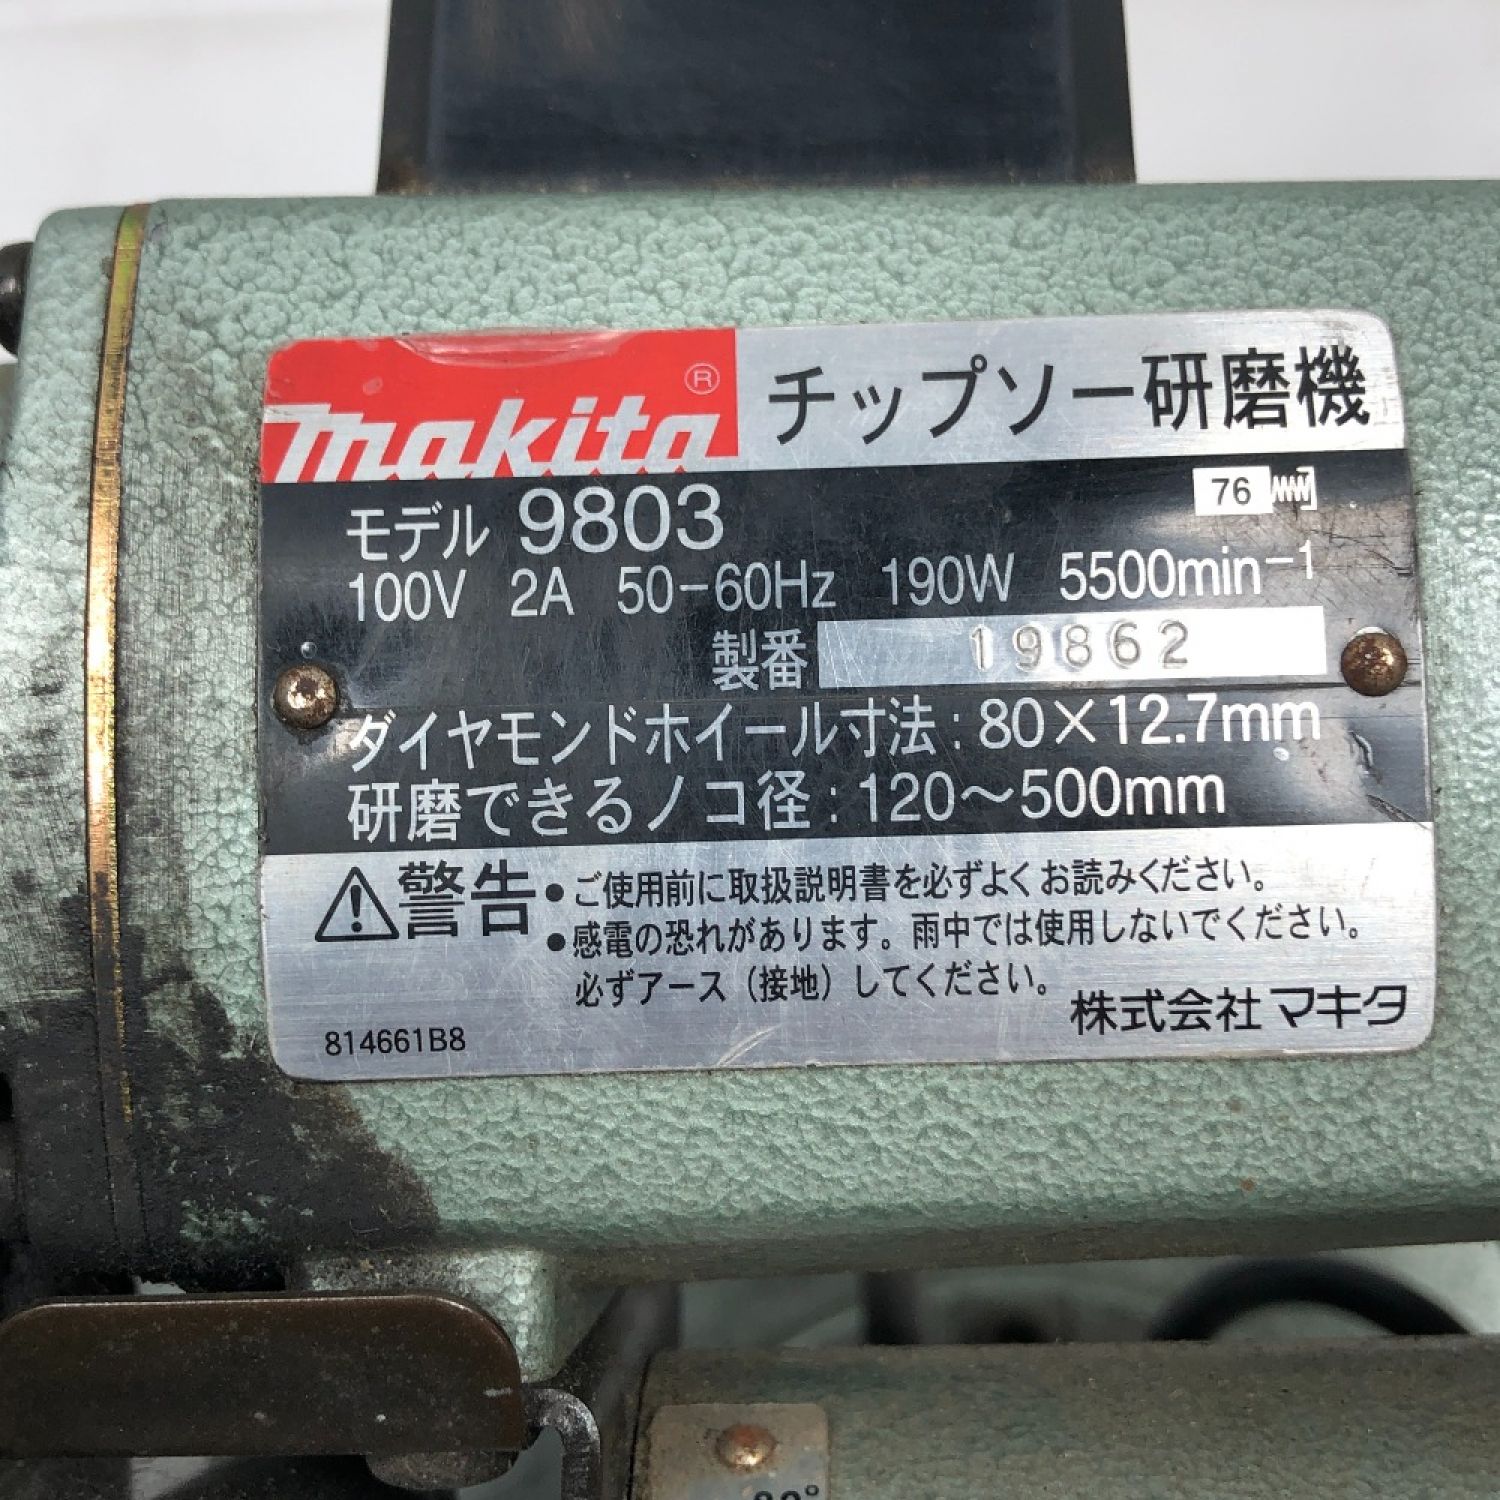 makita® チップソー研磨機
モデル 9803 76
100V 2A 50-60Hz 190W 5500min⁻¹
製番 19862
ダイヤモンドホイール寸法:80×12.7mm
研磨できるノコ径:120〜500mm
⚠警告 •ご使用前に取扱説明書を必ずよくお読みください。
•感電の恐れがあります。雨中では使用しないでください。
必ずアース(接地)してください。
株式会社マキタ
814661B8